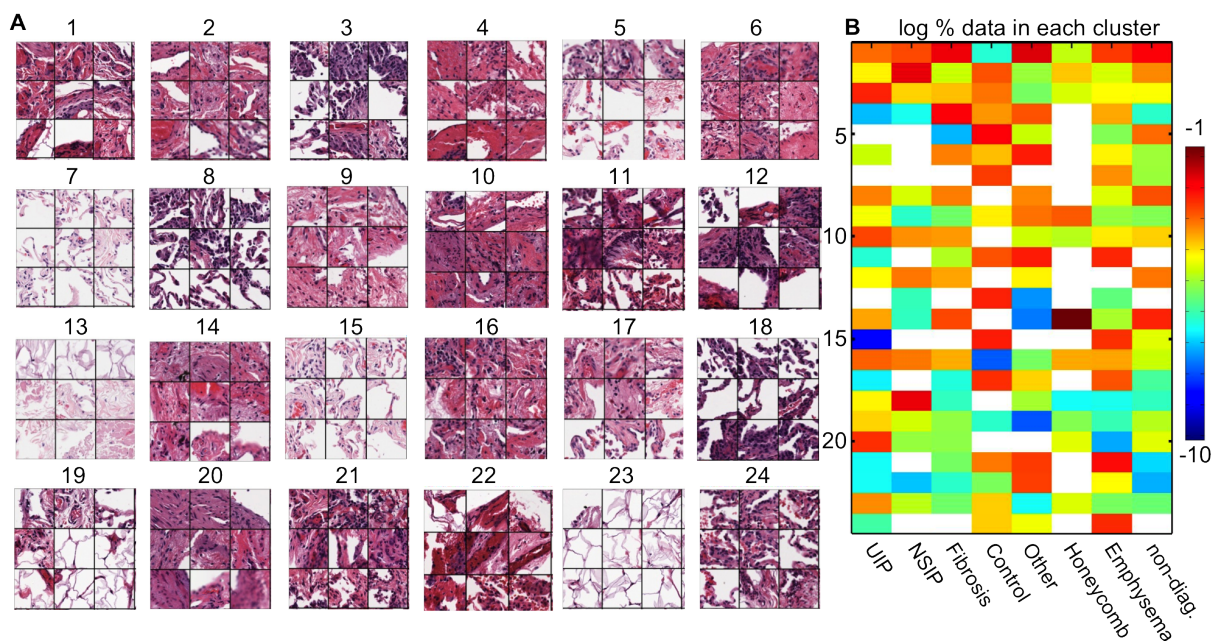 A
1 2 3 4 5 6
7 8 9 10 11 12
13 14 15 16 17 18
19 20 21 22 23 24
B log % data in each cluster
5
10
15
20
UIP NSIP Fibrosis Control Other Honeycomb Emphysema non-diag.
-1
-10